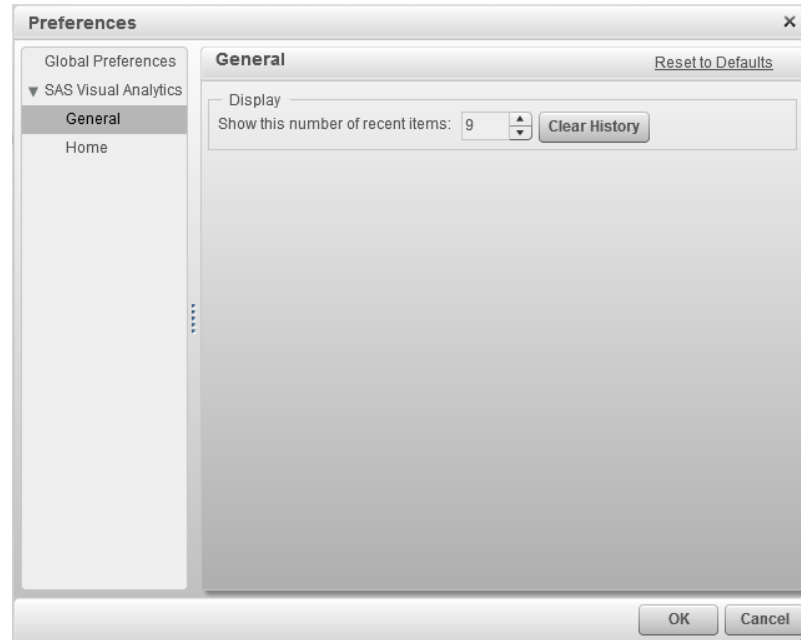 Preferences
Global Preferences
SAS Visual Analytics
General
Home
General
Reset to Defaults
Display
Show this number of recent items: 9 Clear History
OK Cancel